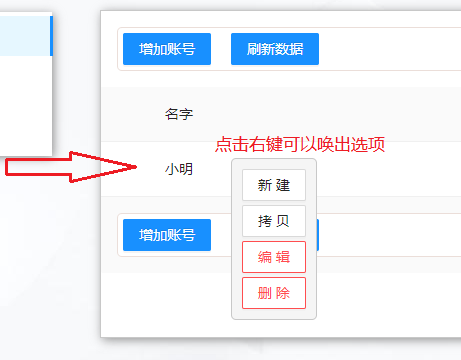 增加账号 刷新数据
名字
点击右键可以唤出选项
小明
新 建
拷 贝
增加账号
编 辑
删 除